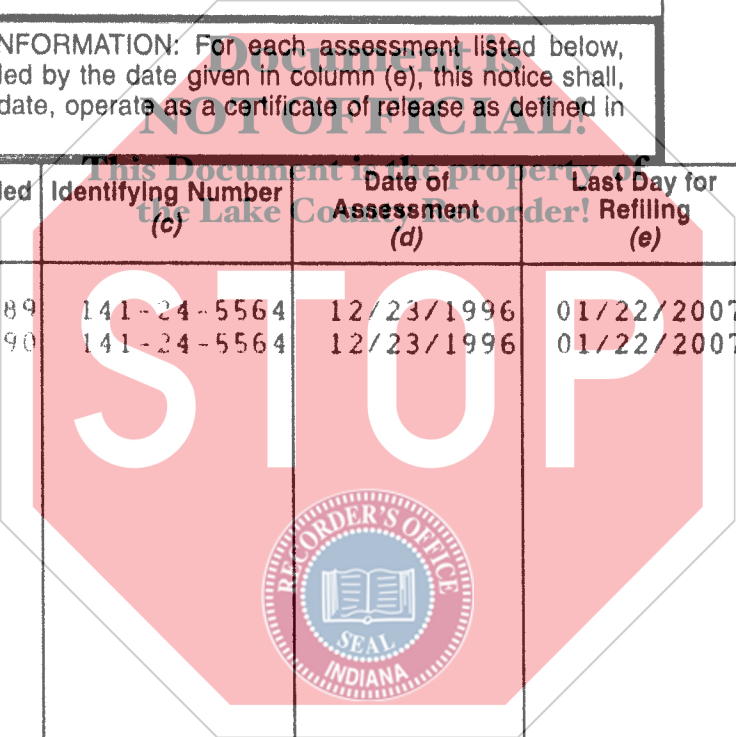 NFORMATION: For each assessment listed below,
led by the date given in column (e), this notice shall,
date, operate as a certificate of release as defined in
Document is
NOT OFFICIAL!
This Document is the property of
the Lake County Recorder!
led Identifying Number (c)
Date of Assessment (d)
Last Day for Refiling (e)
89 141-24-5564 12/23/1996 01/22/2007
90 141-24-5564 12/23/1996 01/22/2007
STOP
RECORDER'S OFFICE
SEAL
INDIANA